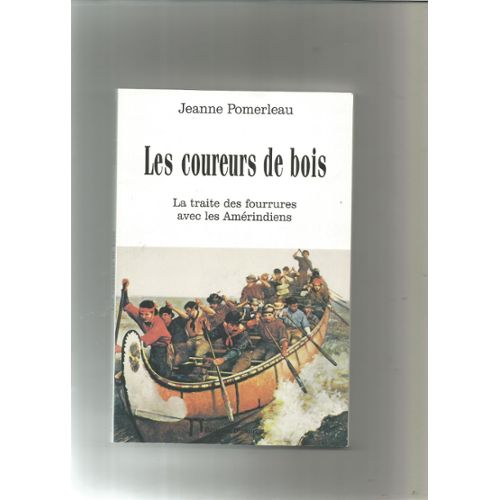 Jeanne Pomerleau
Les coureurs de bois
La traite des fourrures
avec les Amérindiens